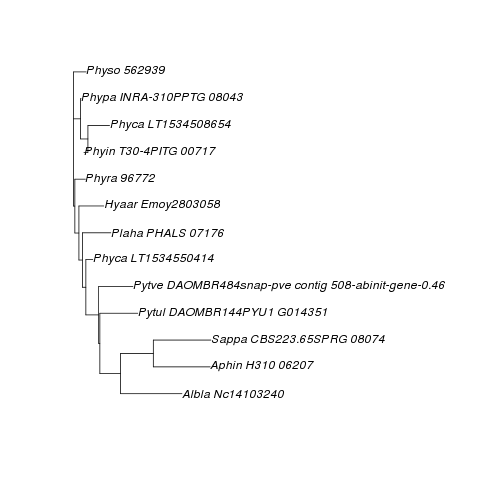 Physo 562939
Phypa INRA-310PPTG 08043
Phyca LT1534508654
Phyin T30-4PITG 00717
Phyra 96772
Hyaar Emoy2803058
Plaha PHALS 07176
Phyca LT1534550414
Pytve DAOMBR484snap-pve contig 508-abinit-gene-0.46
Pytul DAOMBR144PYU1 G014351
Sappa CBS223.65SPRG 08074
Aphin H310 06207
Albla Nc14103240